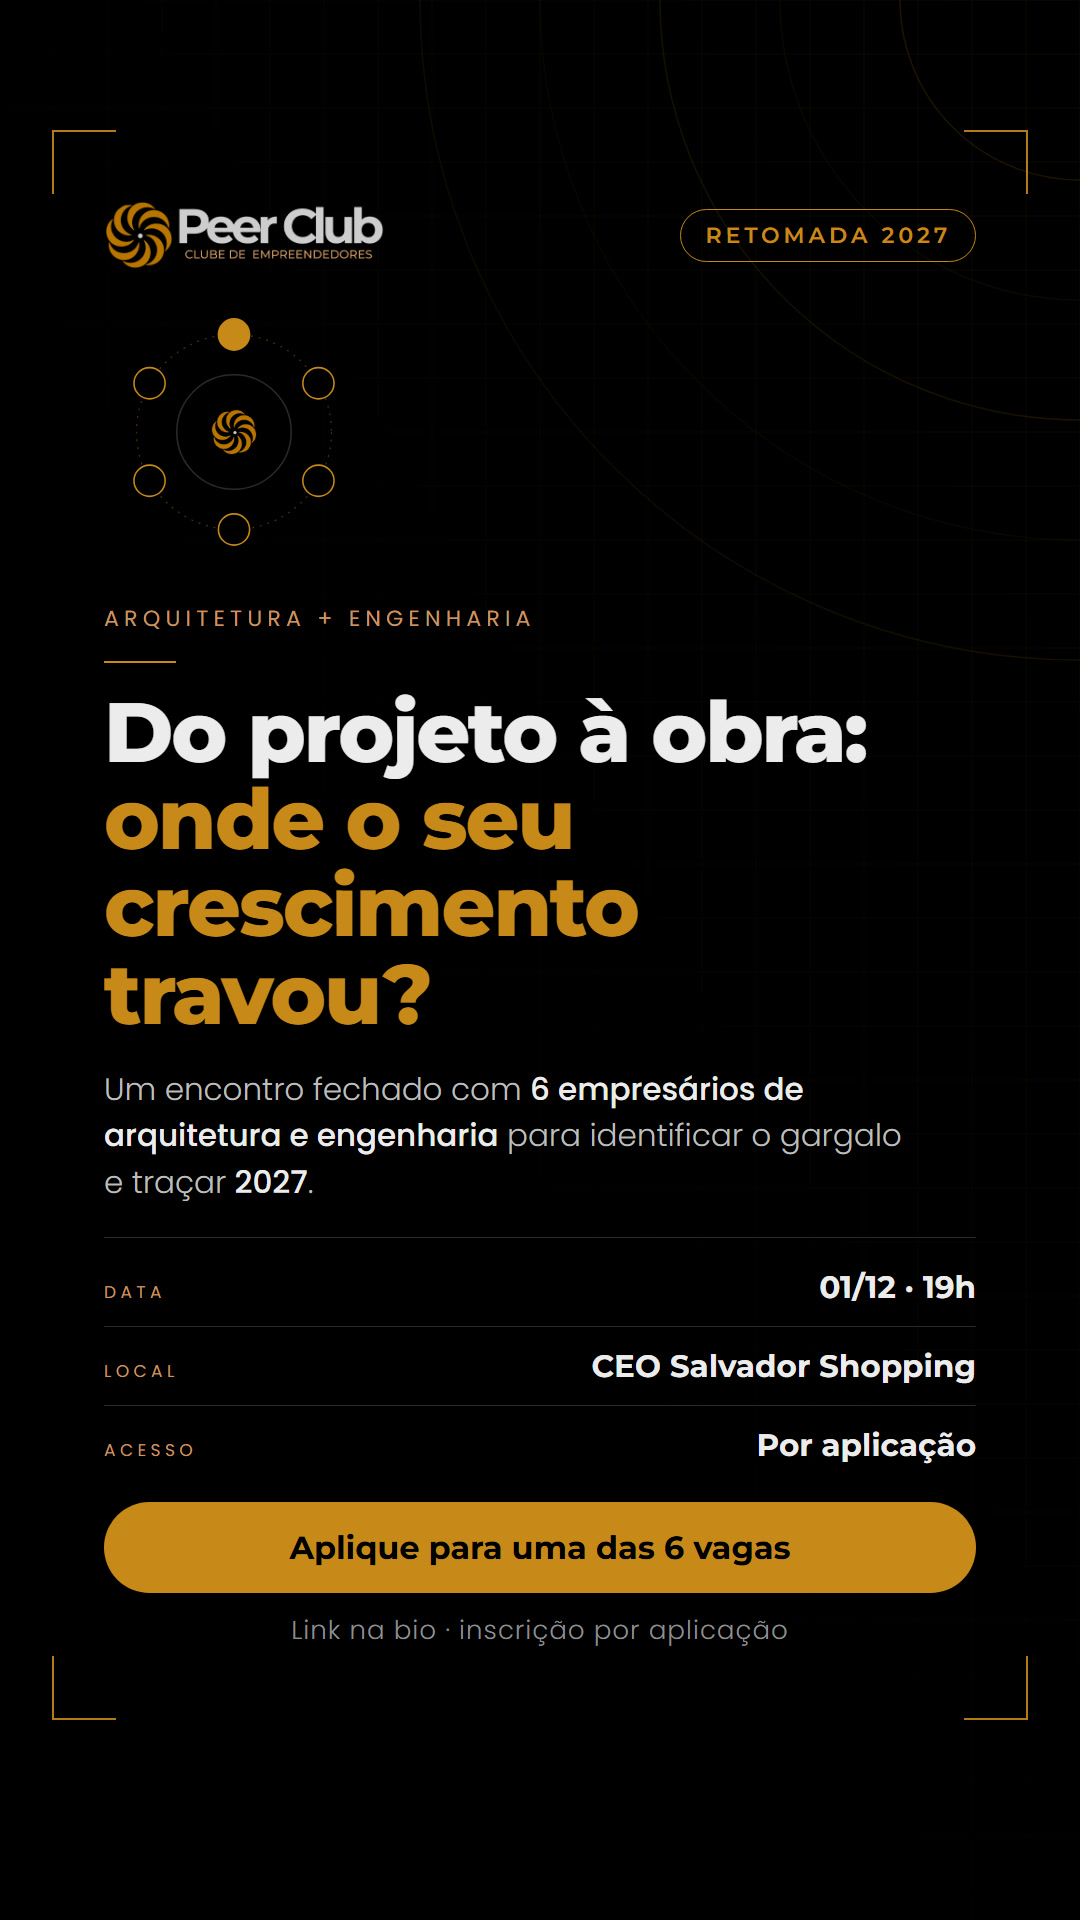 Peer Club
CLUBE DE EMPREENDEDORES
RETOMADA 2027
ARQUITETURA + ENGENHARIA
Do projeto à obra:
onde o seu
crescimento
travou?
Um encontro fechado com 6 empresários de
arquitetura e engenharia para identificar o gargalo
e traçar 2027.
DATA
01/12 · 19h
LOCAL
CEO Salvador Shopping
ACESSO
Por aplicação
Aplique para uma das 6 vagas
Link na bio · inscrição por aplicação